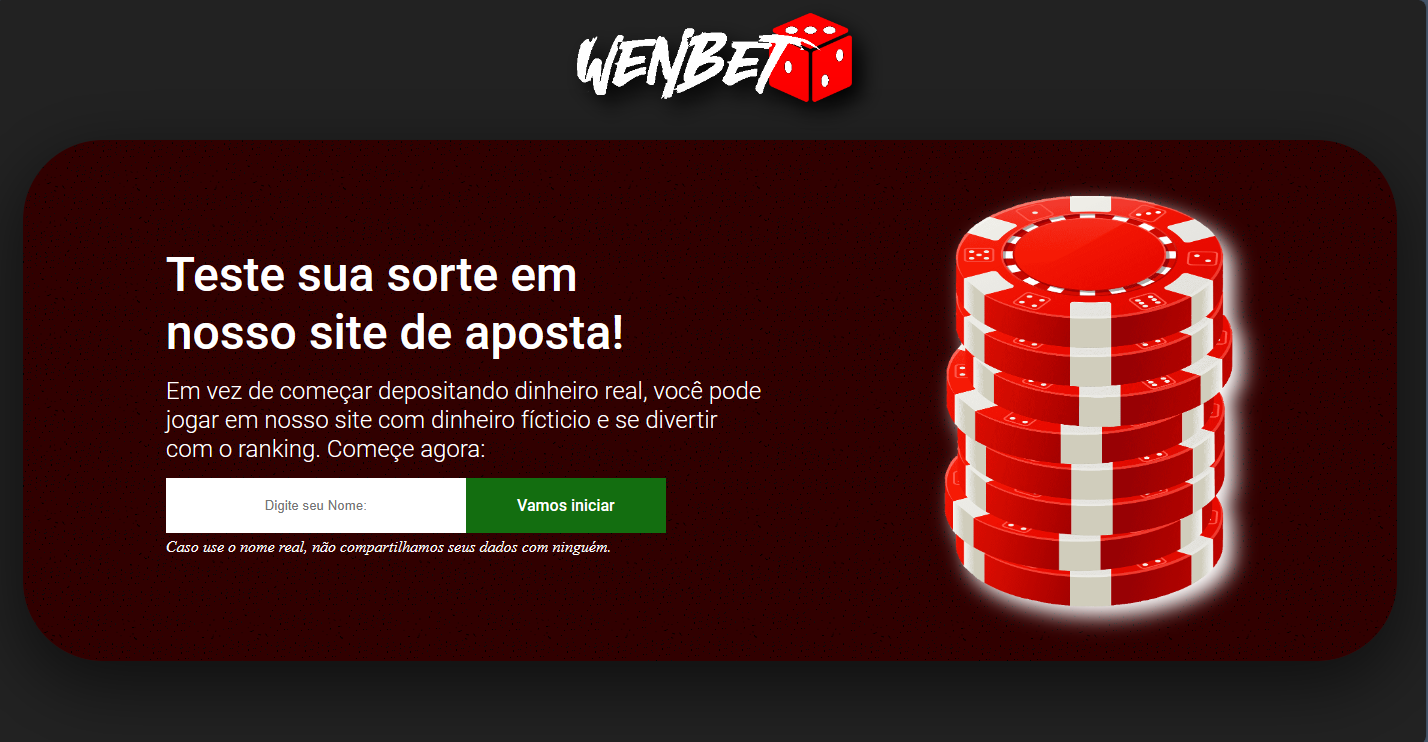 WENBET
Teste sua sorte em
nosso site de aposta!
Em vez de começar depositando dinheiro real, você pode
jogar em nosso site com dinheiro fícticio e se divertir
com o ranking. Começe agora:
Digite seu Nome:
Vamos iniciar
Caso use o nome real, não compartilhamos seus dados com ninguém.